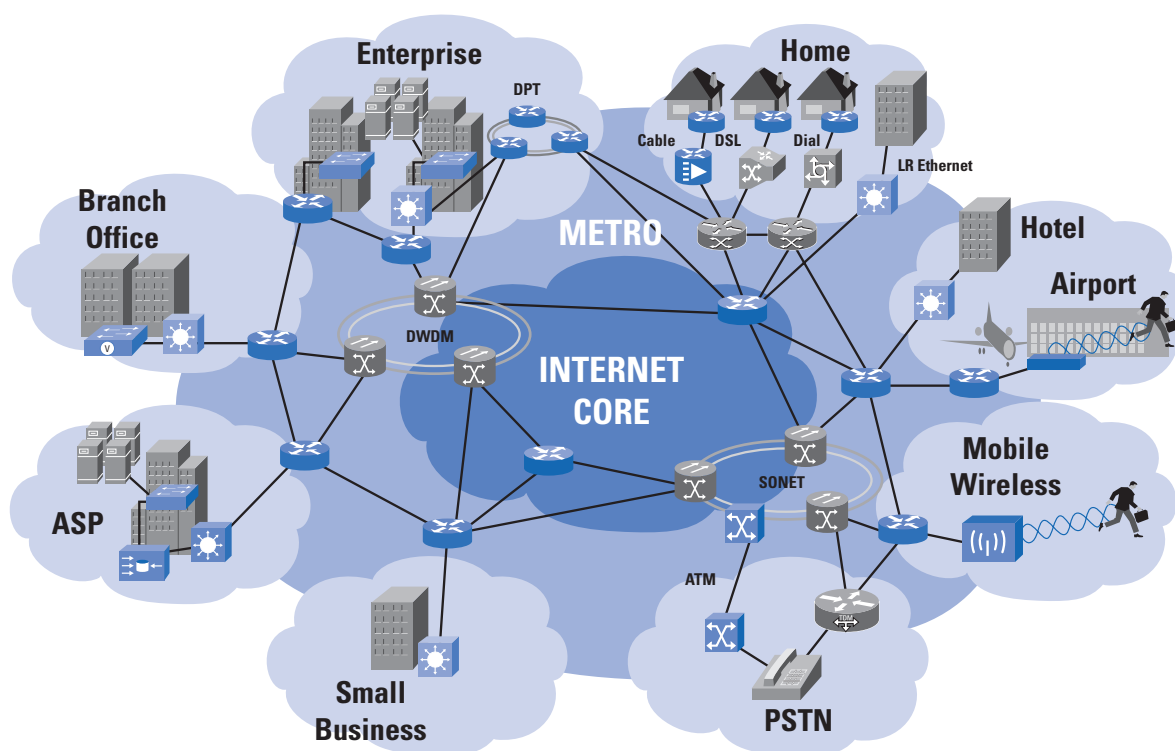 Enterprise
DPT
Home
Cable
DSL
Dial
LR Ethernet
Branch
Office
V
METRO
Hotel
Airport
DWDM
INTERNET
CORE
ASP
SONET
Mobile
Wireless
ATM
TDM
Small
Business
PSTN